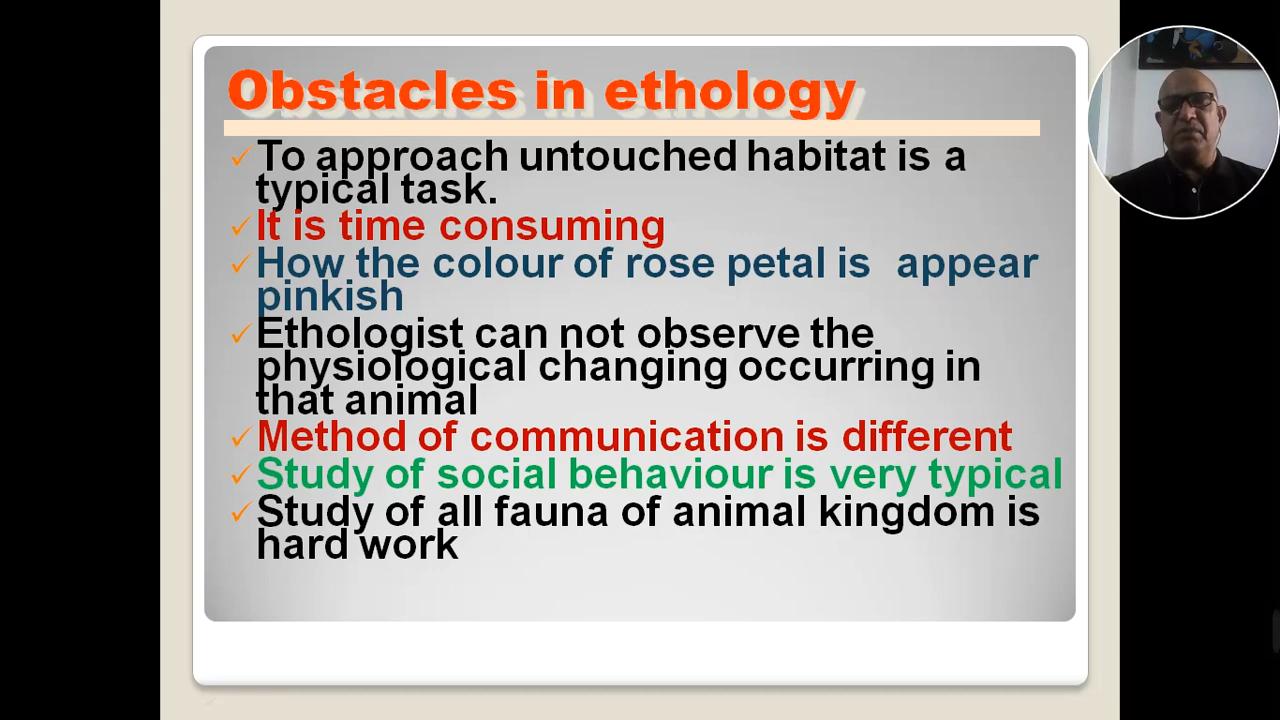 Obstacles in ethology
To approach untouched habitat is a
typical task.
It is time consuming
How the colour of rose petal is appear
pinkish
Ethologist can not observe the
physiological changing occurring in
that animal
Method of communication is different
Study of social behaviour is very typical
Study of all fauna of animal kingdom is
hard work